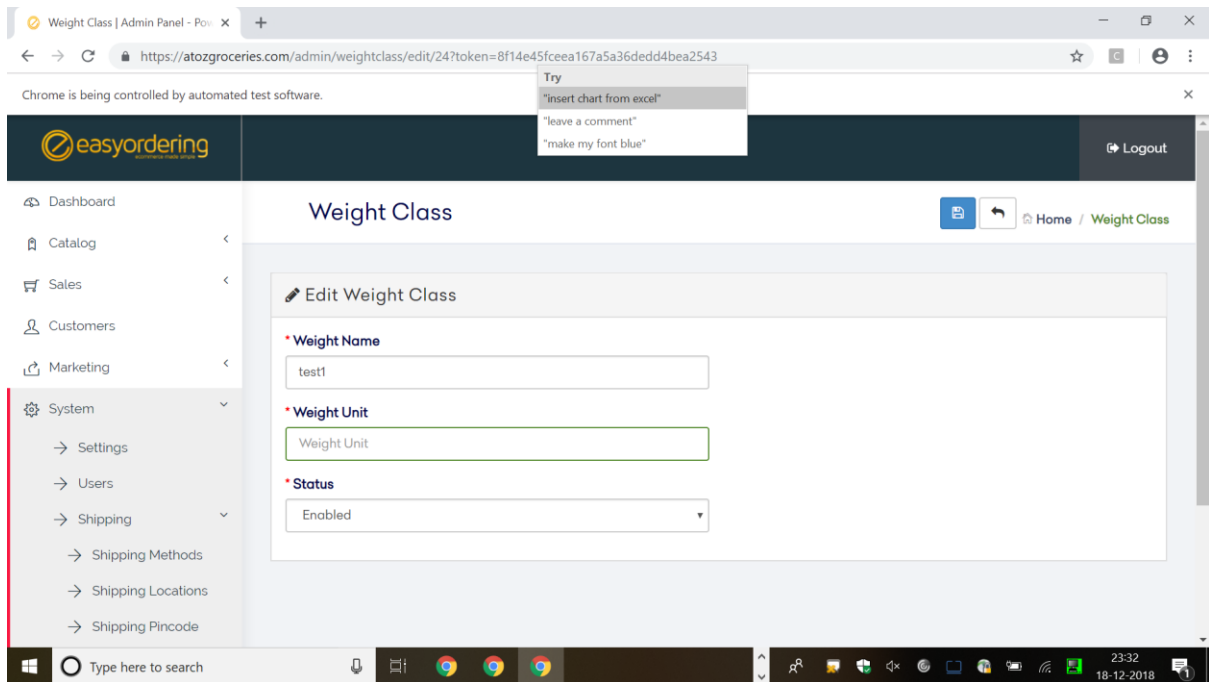 Weight Class | Admin Panel - Pow
https://atozgroceries.com/admin/weightclass/edit/24?token=8f14e45fceea167a5a36dedd4bea2543
C
Try
"insert chart from excel"
"leave a comment"
"make my font blue"
Chrome is being controlled by automated test software.
easyordering
ecommerce made simple
Logout
Dashboard
Catalog
Sales
Customers
Marketing
System
Settings
Users
Shipping
Shipping Methods
Shipping Locations
Shipping Pincode
Weight Class
Home / Weight Class
Edit Weight Class
* Weight Name
test1
* Weight Unit
Weight Unit
* Status
Enabled
Type here to search
23:32
18-12-2018
1